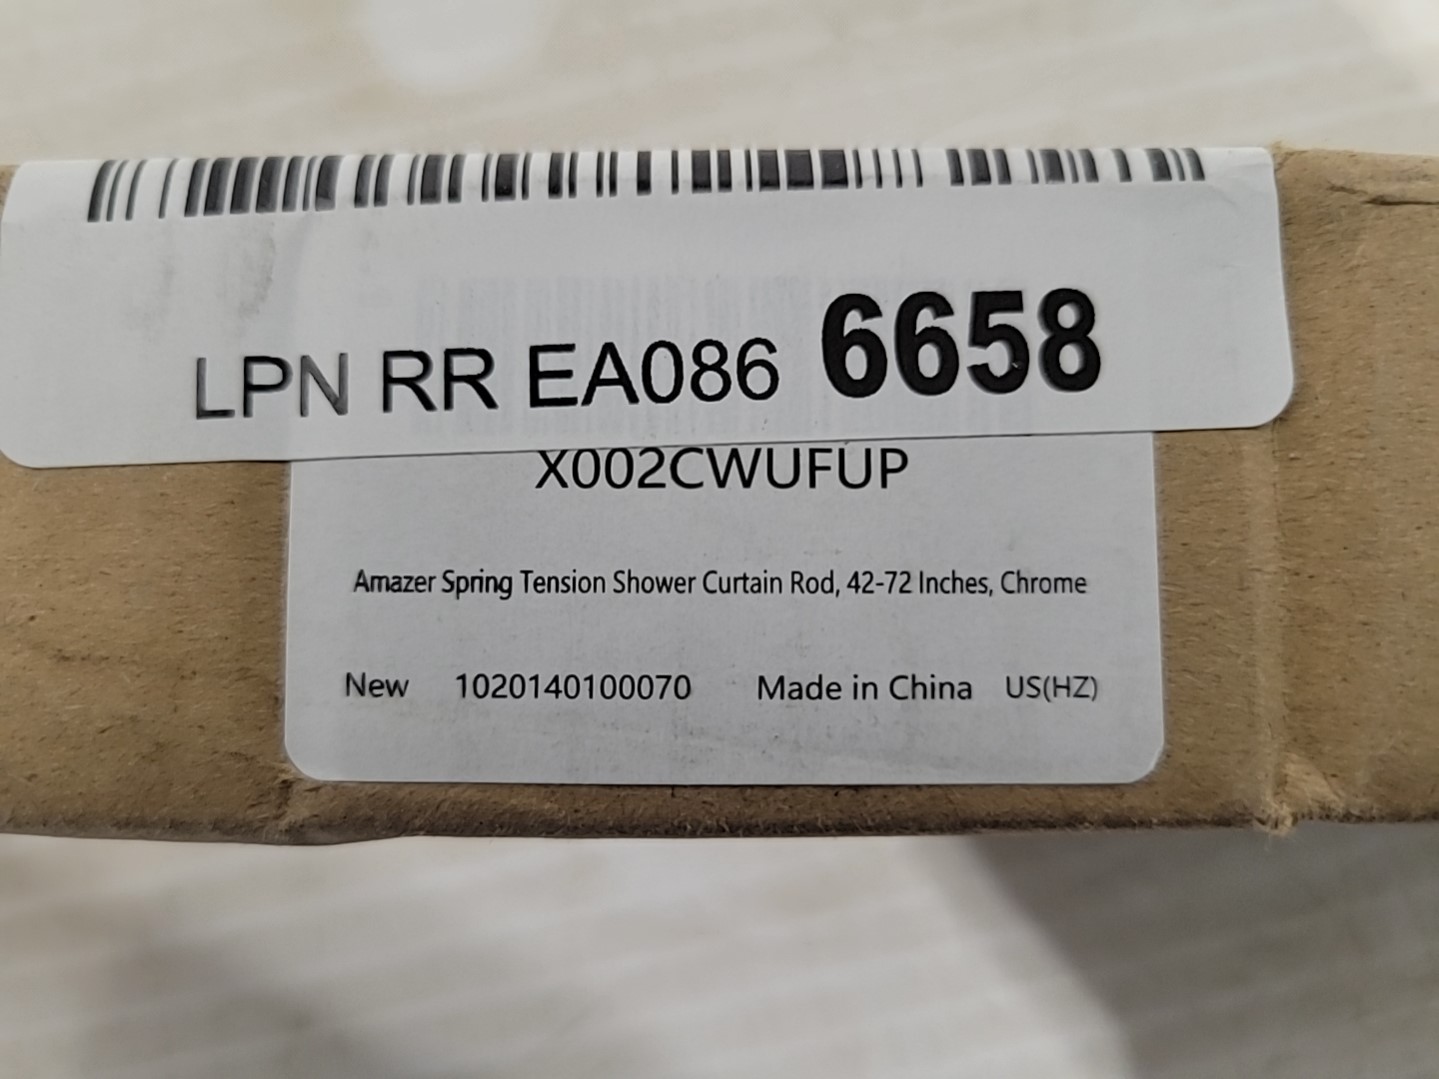 LPN RR EA086 6658
X002CWUFUP
Amazer Spring Tension Shower Curtain Rod, 42-72 Inches, Chrome
New 1020140100070 Made in China US(HZ)